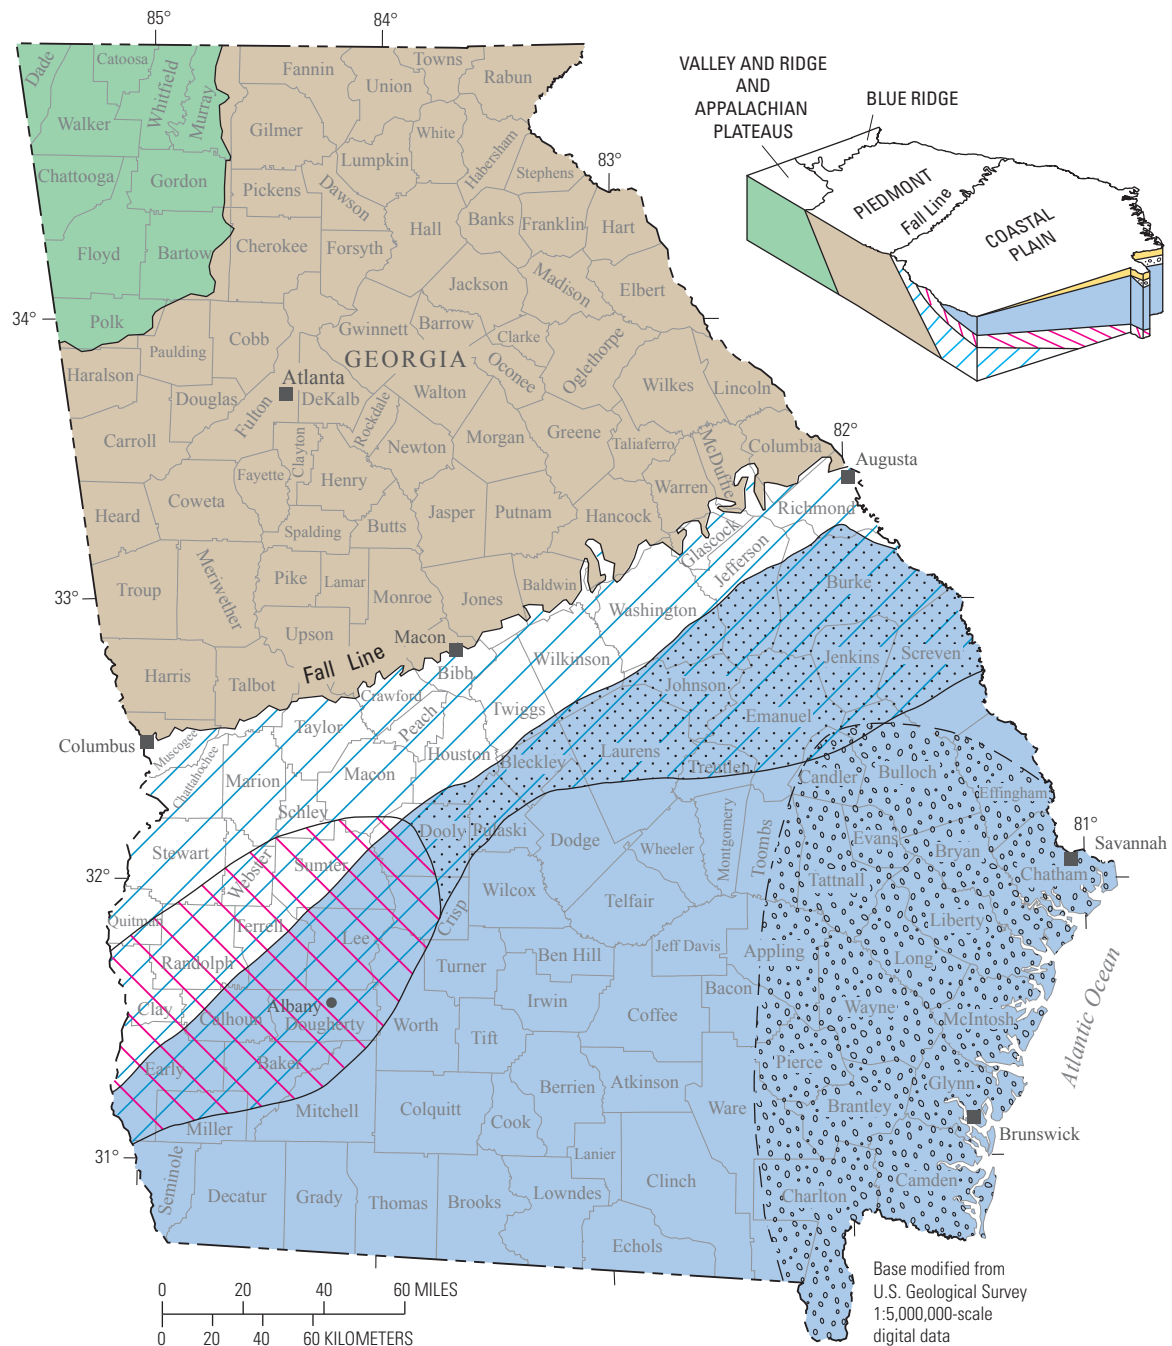 85°
84°
VALLEY AND RIDGE
AND
APPALACHIAN
PLATEAUS
BLUE RIDGE
PIEDMONT
Fall Line
COASTAL
PLAIN
Dade
Catoosa
Whitfield
Murray
Fannin
Towns
Union
Rabun
Walker
Gilmer
White
Habersham
83°
Lumpkin
Stephens
Chattooga
Gordon
Pickens
Dawson
Hall
Banks
Franklin
Hart
Floyd
Bartow
Cherokee
Forsyth
Jackson
Madison
Elbert
34°
Polk
Cobb
Gwinnett
Barrow
Clarke
Oconee
Oglethorpe
Paulding
GEORGIA
Haralson
Atlanta
Douglas
Fulton
DeKalb
Rockdale
Walton
Wilkes
Lincoln
Carroll
Clayton
Newton
Morgan
Greene
Taliaferro
McDuffie
Columbia
82°
Augusta
Fayette
Henry
Warren
Coweta
Heard
Spalding
Butts
Jasper
Putnam
Hancock
Glascock
Richmond
Jefferson
Troup
Meriwether
Pike
Lamar
Monroe
Jones
Baldwin
Burke
33°
Washington
Upson
Macon
Fall Line
Harris
Talbot
Bibb
Wilkinson
Jenkins
Screven
Crawford
Johnson
Columbus
Muscogee
Chattahochee
Taylor
Peach
Twiggs
Emanuel
Houston
Laurens
Bleckley
Treutlen
Marion
Macon
Candler
Bulloch
Effingham
Schley
Stewart
Webster
Sumter
Dooly
Pulaski
Dodge
Wheeler
Montgomery
Toombs
Evans
Bryan
81°
Savannah
Chatham
32°
Quitman
Terrell
Lee
Crisp
Wilcox
Telfair
Tattnall
Liberty
Randolph
Turner
Ben Hill
Jeff Davis
Appling
Long
Clay
Calhoun
Albany
Dougherty
Worth
Irwin
Coffee
Bacon
Wayne
McIntosh
Atlantic Ocean
Tift
Early
Baker
Pierce
Glynn
Mitchell
Colquitt
Berrien
Atkinson
Ware
Brantley
Brunswick
Miller
Cook
31°
Seminole
Lanier
Decatur
Grady
Thomas
Brooks
Lowndes
Clinch
Charlton
Camden
Echols
0 20 40 60 MILES
0 20 40 60 KILOMETERS
Base modified from
U.S. Geological Survey
1:5,000,000-scale
digital data